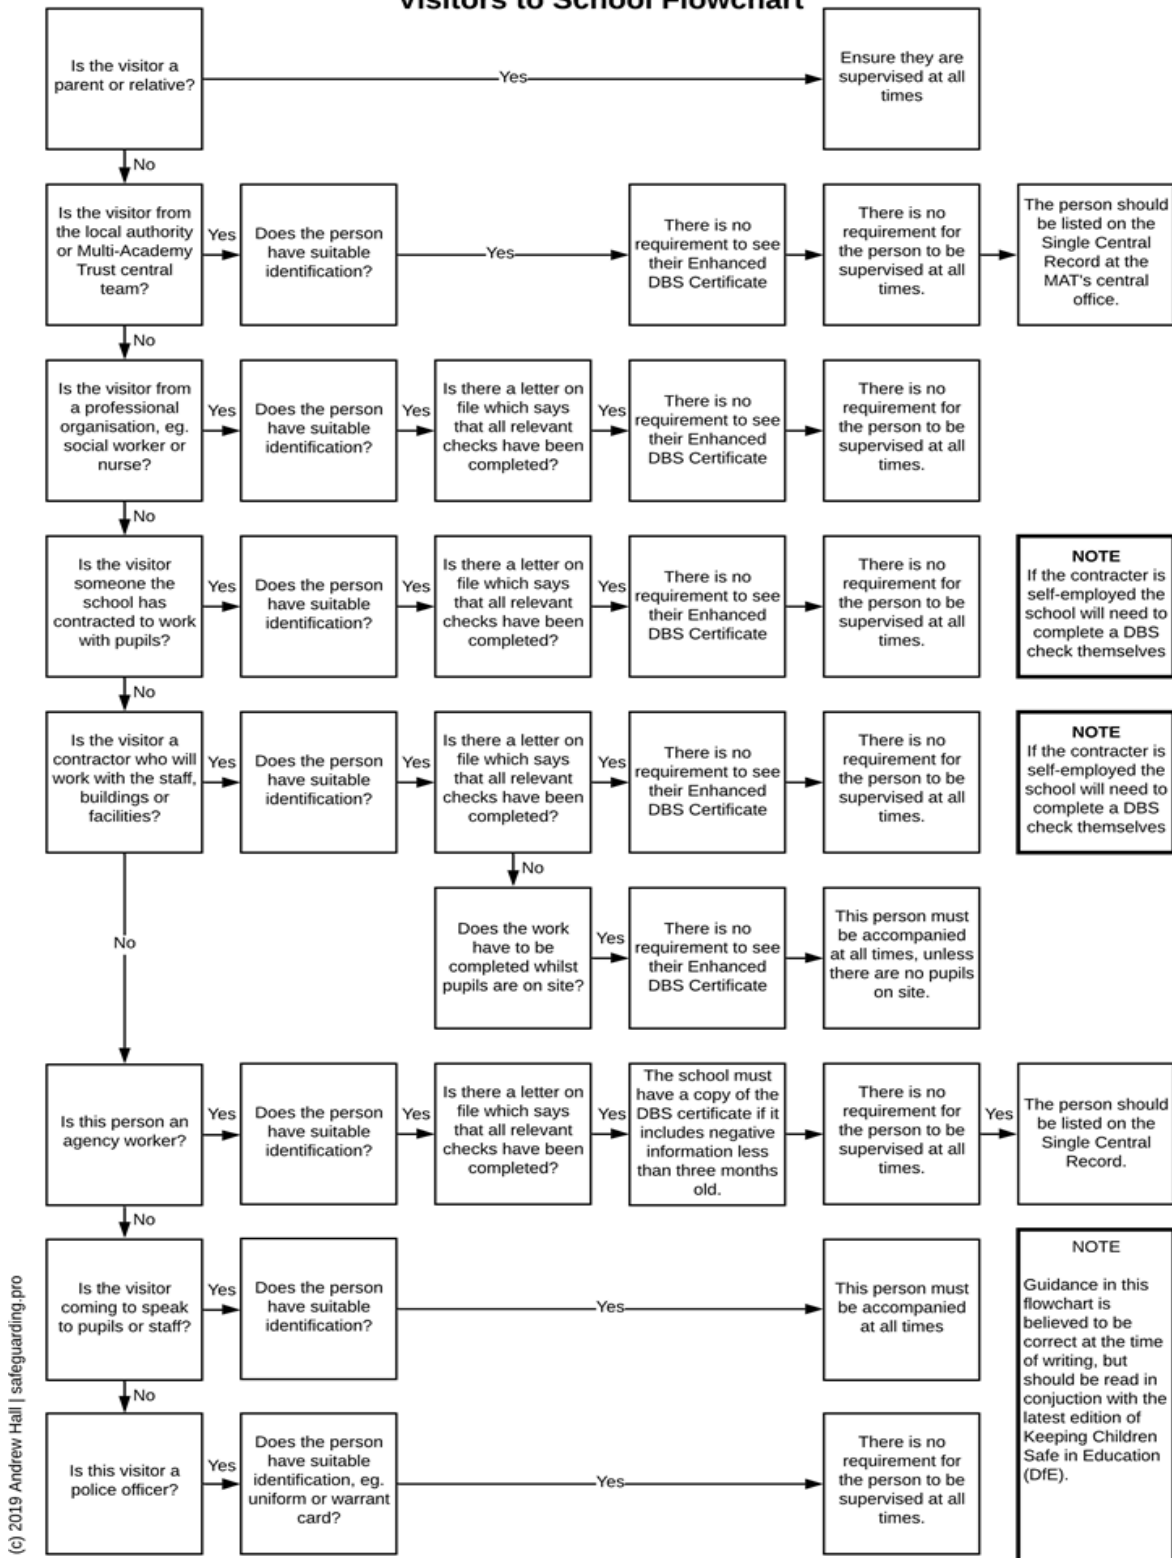 Visitors to School Flowchart
Is the visitor a
parent or relative?
Yes
Ensure they are
supervised at all
times
No
Is the visitor from
the local authority
or Multi-Academy
Trust central
team?
Yes
Does the person
have suitable
identification?
Yes
There is no
requirement to see
their Enhanced
DBS Certificate
There is no
requirement for
the person to be
supervised at all
times.
The person should
be listed on the
Single Central
Record at the
MAT's central
office.
No
Is the visitor from
a professional
organisation, eg.
social worker or
nurse?
Yes
Does the person
have suitable
identification?
Yes
Is there a letter on
file which says
that all relevant
checks have been
completed?
Yes
There is no
requirement to see
their Enhanced
DBS Certificate
There is no
requirement for
the person to be
supervised at all
times.
No
Is the visitor
someone the
school has
contracted to work
with pupils?
Yes
Does the person
have suitable
identification?
Yes
Is there a letter on
file which says
that all relevant
checks have been
completed?
Yes
There is no
requirement to see
their Enhanced
DBS Certificate
There is no
requirement for
the person to be
supervised at all
times.
NOTE
If the contracter is
self-employed the
school will need to
complete a DBS
check themselves
No
Is the visitor a
contractor who will
work with the staff,
buildings or
facilities?
Yes
Does the person
have suitable
identification?
Yes
Is there a letter on
file which says
that all relevant
checks have been
completed?
Yes
There is no
requirement to see
their Enhanced
DBS Certificate
There is no
requirement for
the person to be
supervised at all
times.
NOTE
If the contracter is
self-employed the
school will need to
complete a DBS
check themselves
No
Does the work
have to be
completed whilst
pupils are on site?
Yes
There is no
requirement to see
their Enhanced
DBS Certificate
This person must
be accompanied
at all times, unless
there are no pupils
on site.
No
Is this person an
agency worker?
Yes
Does the person
have suitable
identification?
Yes
Is there a letter on
file which says
that all relevant
checks have been
completed?
Yes
The school must
have a copy of the
DBS certificate if it
includes negative
information less
than three months
old.
There is no
requirement for
the person to be
supervised at all
times.
Yes
The person should
be listed on the
Single Central
Record.
No
Is the visitor
coming to speak
to pupils or staff?
Yes
Does the person
have suitable
identification?
Yes
This person must
be accompanied
at all times
NOTE
Guidance in this
flowchart is
believed to be
correct at the time
of writing, but
should be read in
conjuction with the
latest edition of
Keeping Children
Safe in Education
(DfE).
No
Is this visitor a
police officer?
Yes
Does the person
have suitable
identification, eg.
uniform or warrant
card?
Yes
There is no
requirement for
the person to be
supervised at all
times.
(c) 2019 Andrew Hall | safeguarding.pro